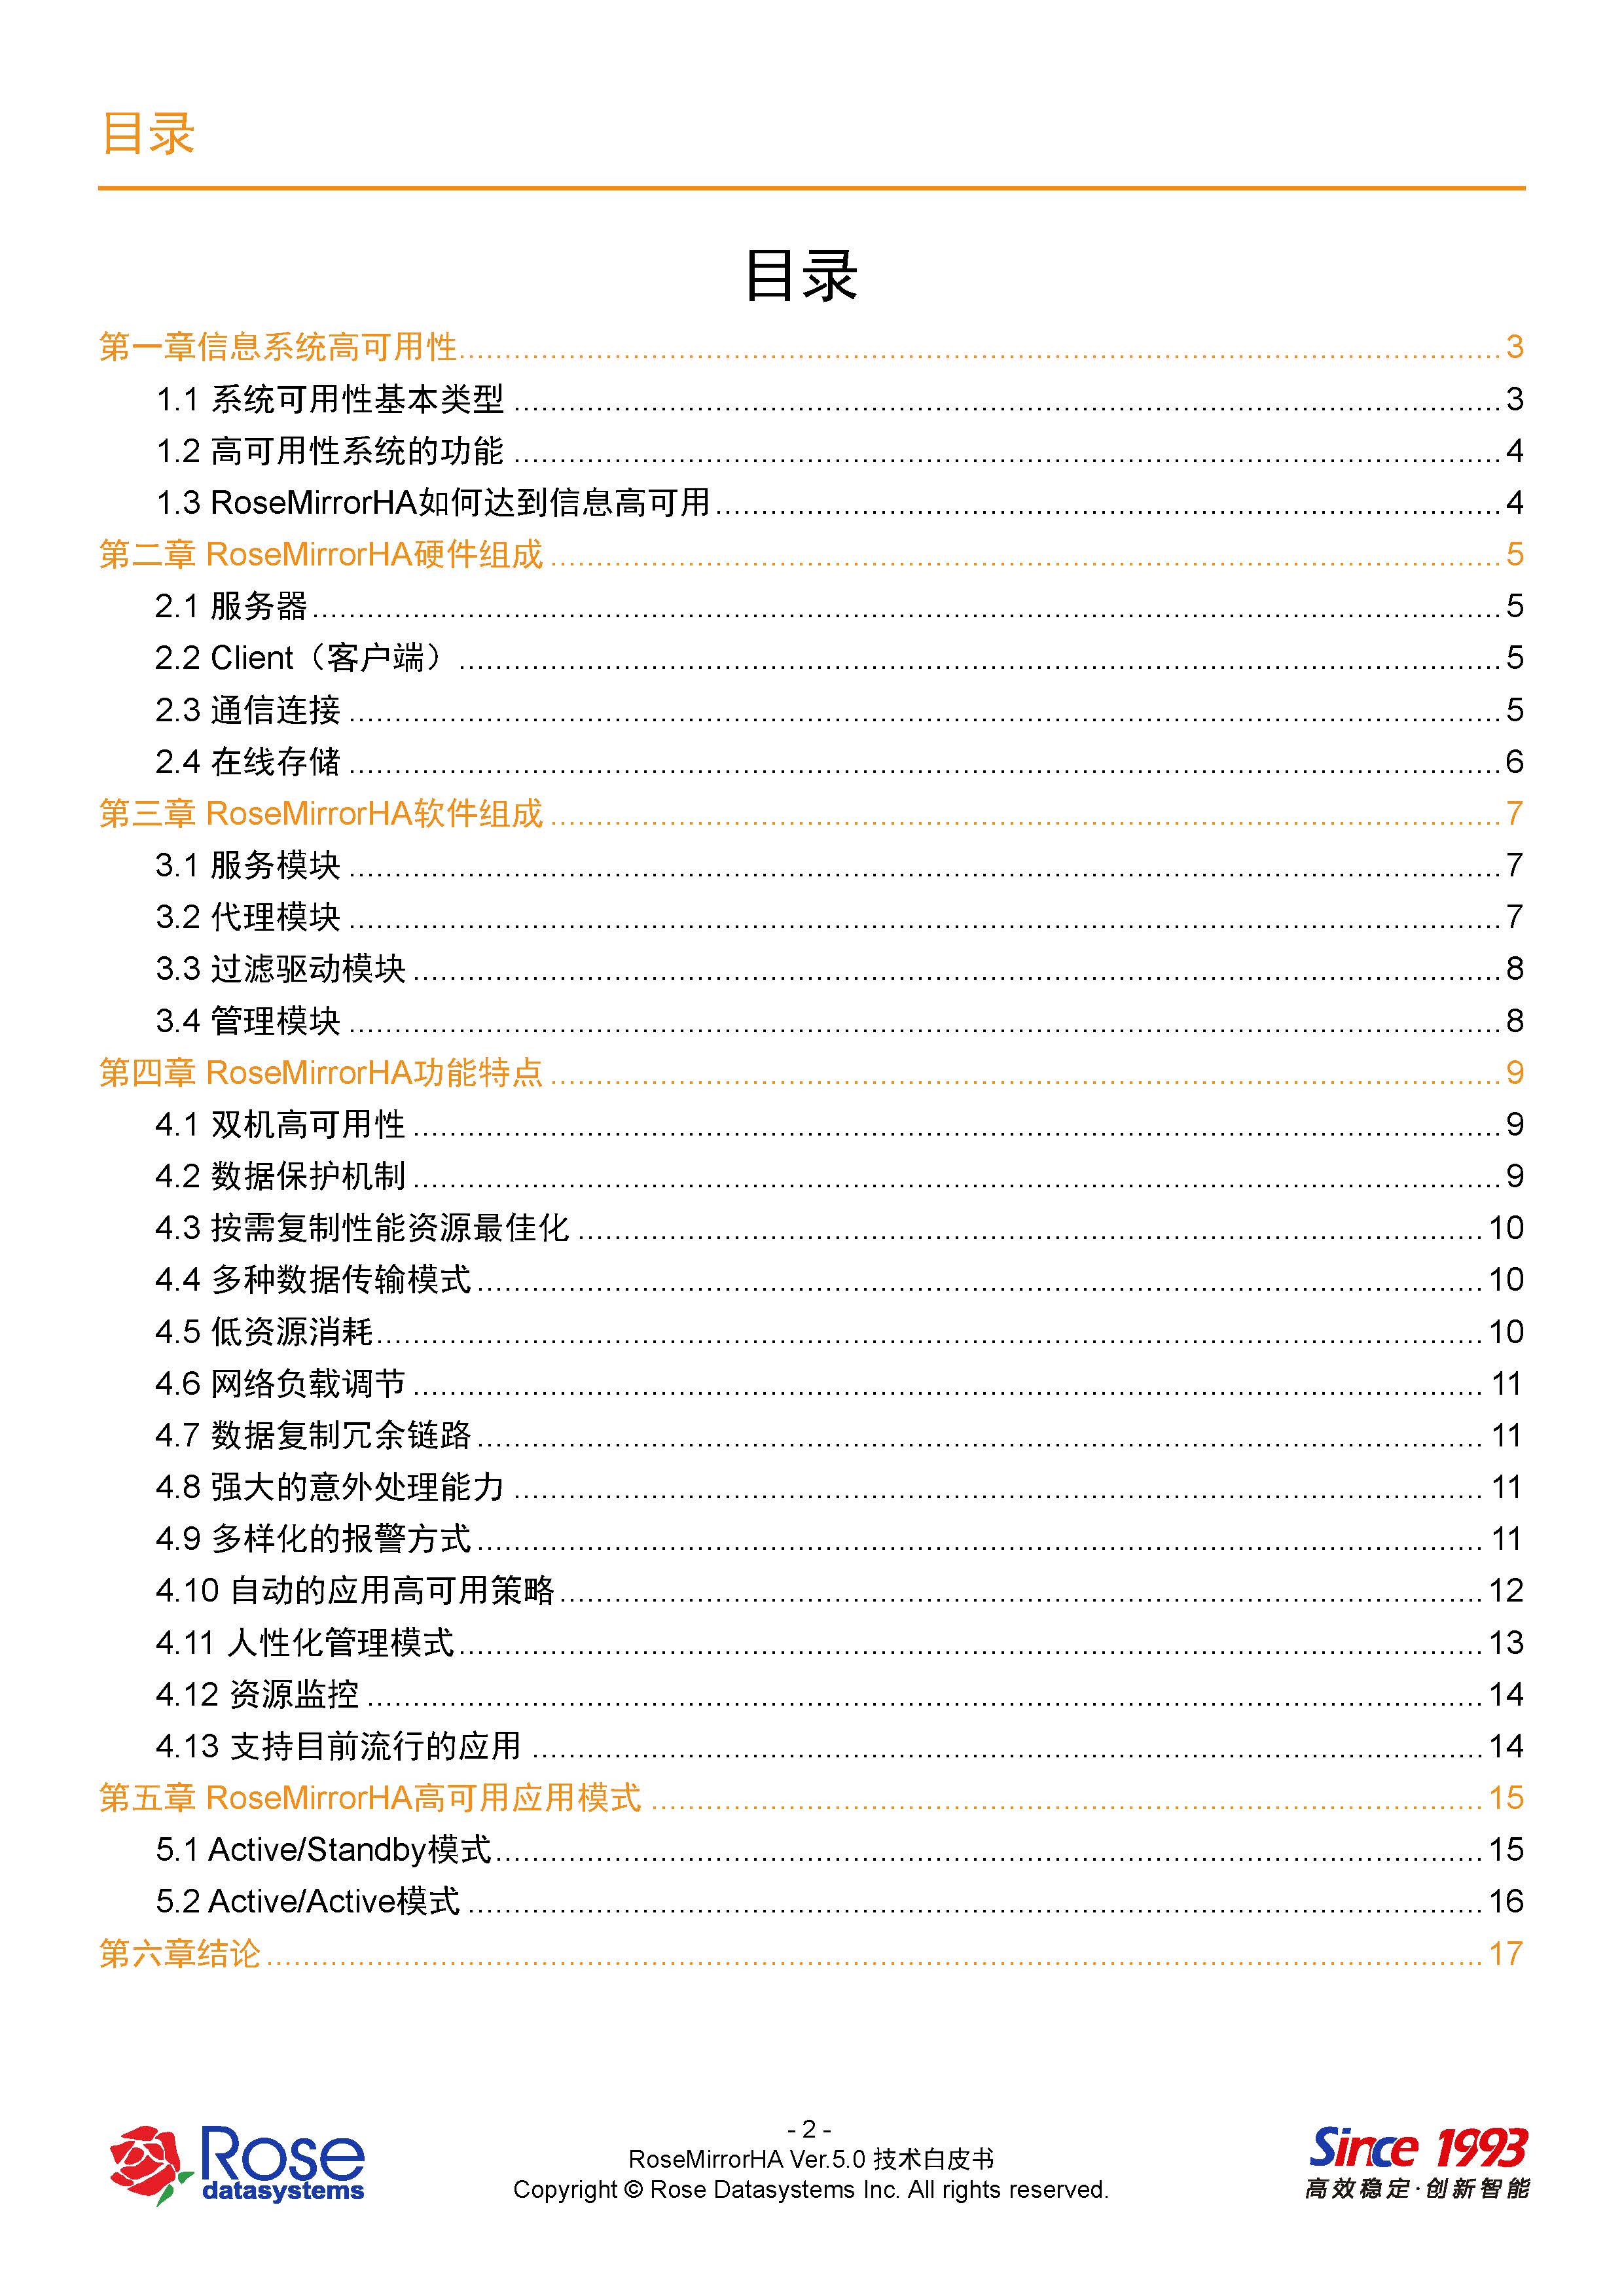 目录
目录
第一章信息系统高可用性 3
1.1 系统可用性基本类型 3
1.2 高可用性系统的功能 4
1.3 RoseMirrorHA如何达到信息高可用 4
第二章 RoseMirrorHA硬件组成 5
2.1 服务器 5
2.2 Client（客户端） 5
2.3 通信连接 5
2.4 在线存储 6
第三章 RoseMirrorHA软件组成 7
3.1 服务模块 7
3.2 代理模块 7
3.3 过滤驱动模块 8
3.4 管理模块 8
第四章 RoseMirrorHA功能特点 9
4.1 双机高可用性 9
4.2 数据保护机制 9
4.3 按需复制性能资源最佳化 10
4.4 多种数据传输模式 10
4.5 低资源消耗 10
4.6 网络负载调节 11
4.7 数据复制冗余链路 11
4.8 强大的意外处理能力 11
4.9 多样化的报警方式 11
4.10 自动的应用高可用策略 12
4.11 人性化管理模式 13
4.12 资源监控 14
4.13 支持目前流行的应用 14
第五章 RoseMirrorHA高可用应用模式 15
5.1 Active/Standby模式 15
5.2 Active/Active模式 16
第六章结论 17
- 2 -
RoseMirrorHA Ver.5.0 技术白皮书
Copyright © Rose Datasystems Inc. All rights reserved.
Rose
datasystems
Since 1993
高效稳定·创新智能